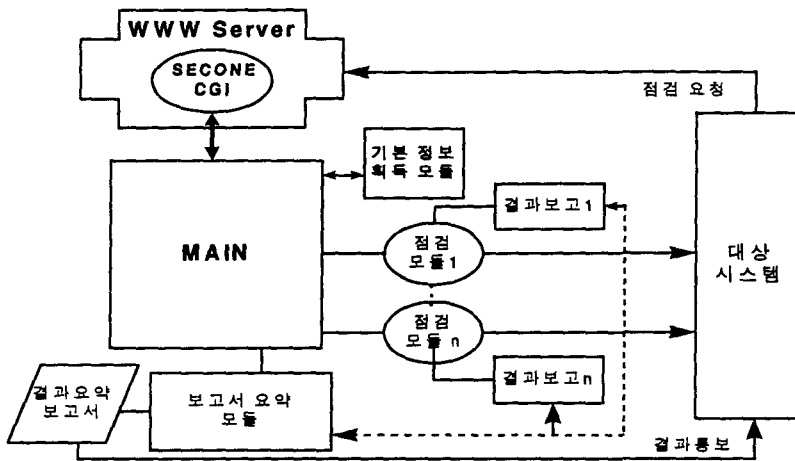 WWW Server
SECONE
CGI
점검 요청
기본 정보
획득 모듈
결과보고1
MAIN
점검
모듈1
대상
시스템
점검
모듈 n
결과보고n
결과요약
보고서
보고서 요약
모듈
결과통보